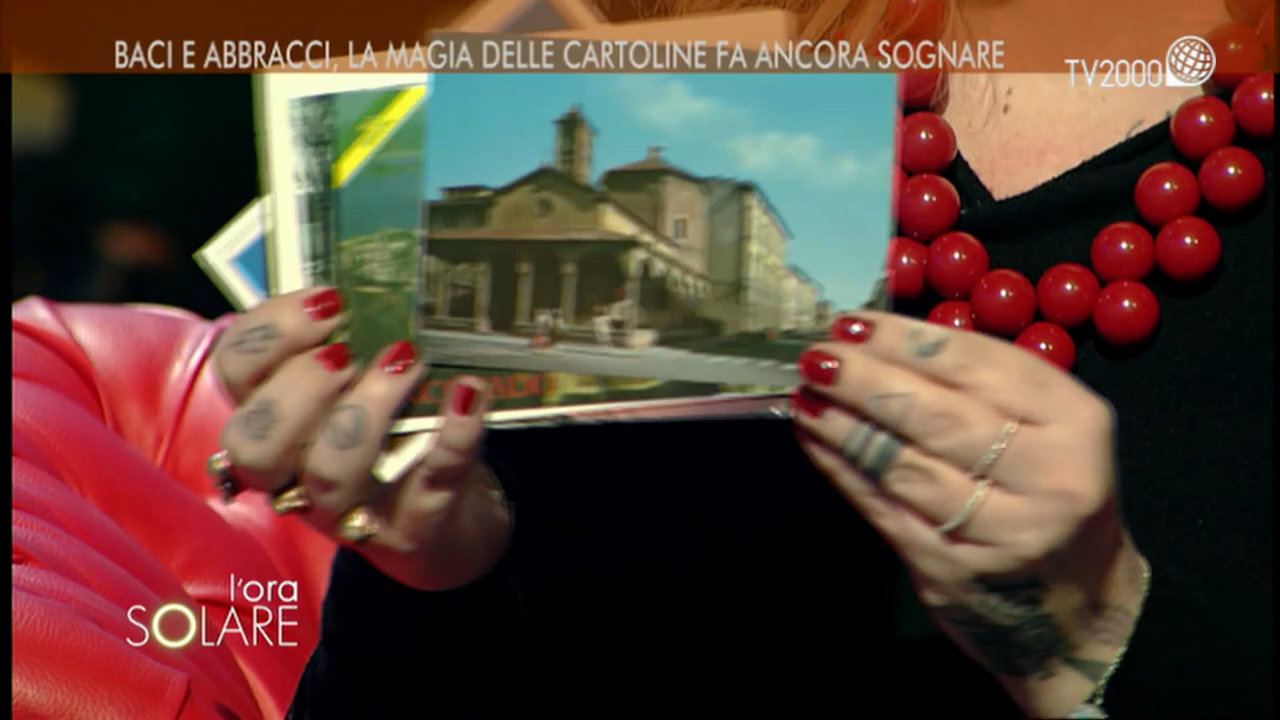 BACI E ABBRACCI, LA MAGIA DELLE CARTOLINE FA ANCORA SOGNARE
TV2000
l'ora
SOLARE